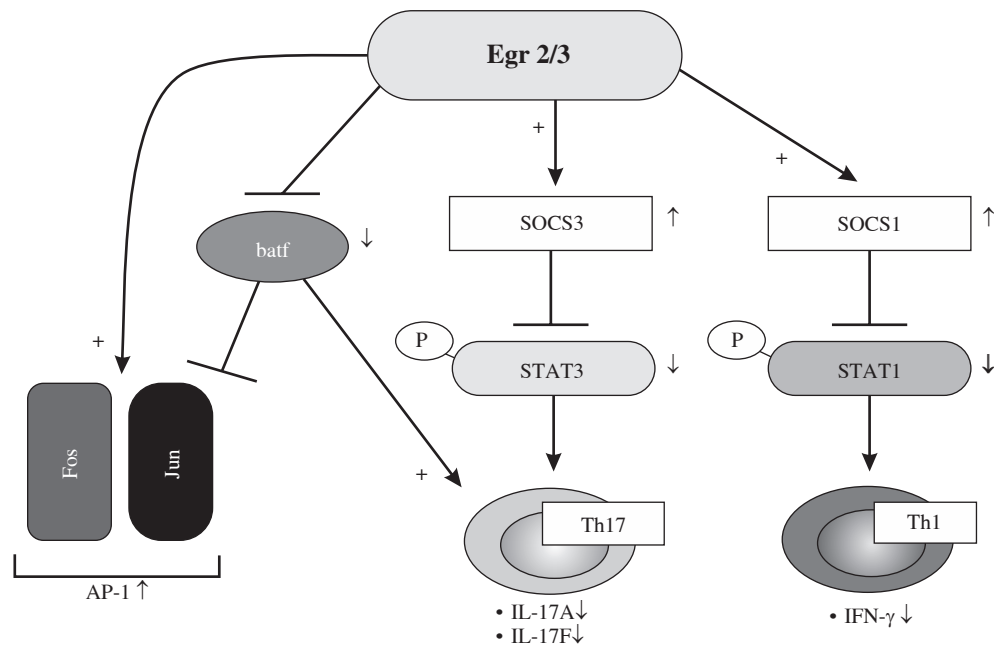 Egr 2/3
+
+
+
SOCS3 ↑
SOCS1 ↑
batf ↓
+
P
STAT3 ↓
P
STAT1 ↓
Fos
Jun
+
Th17
Th1
AP-1 ↑
• IL-17A↓
• IL-17F↓
• IFN-γ ↓